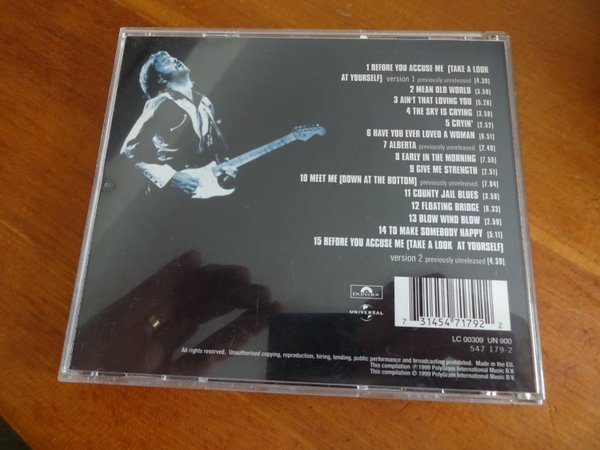 1 BEFORE YOU ACCUSE ME [TAKE A LOOK
AT YOURSELF] version 1 previously unreleased [4.39]
2 MEAN OLD WORLD [3.50]
3 AIN'T THAT LOVING YOU [5.26]
4 THE SKY IS CRYING [3.58]
5 CRYIN' [2.52]
6 HAVE YOU EVER LOVED A WOMAN [6.51]
7 ALBERTA previously unreleased [2.40]
8 EARLY IN THE MORNING [7.55]
9 GIVE ME STRENGTH [2.51]
10 MEET ME [DOWN AT THE BOTTOM] previously unreleased [7.04]
11 COUNTY JAIL BLUES [3.56]
12 FLOATING BRIDGE [6.33]
13 BLOW WIND BLOW [2.56]
14 TO MAKE SOMEBODY HAPPY [5.11]
15 BEFORE YOU ACCUSE ME [TAKE A LOOK AT YOURSELF]
version 2 previously unreleased [4.39]
polydor
UNIVERSAL
7 31454 71792 2
LC 00309 UN 900
547 179-2
All rights reserved. Unauthorised copying, reproduction, hiring, lending, public performance and broadcasting prohibited. Made in the EU.
This compilation ℗ 1999 PolyGram International Music B.V.
This compilation © 1999 PolyGram International Music B.V.